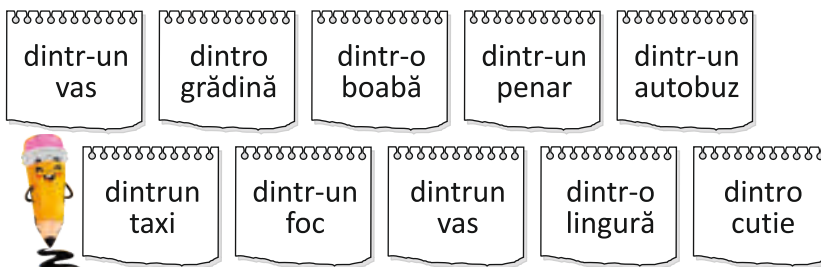 dintr-un
vas
dintro
grădină
dintr-o
boabă
dintr-un
penar
dintr-un
autobuz
dintrun
taxi
dintr-un
foc
dintrun
vas
dintr-o
lingură
dintro
cutie